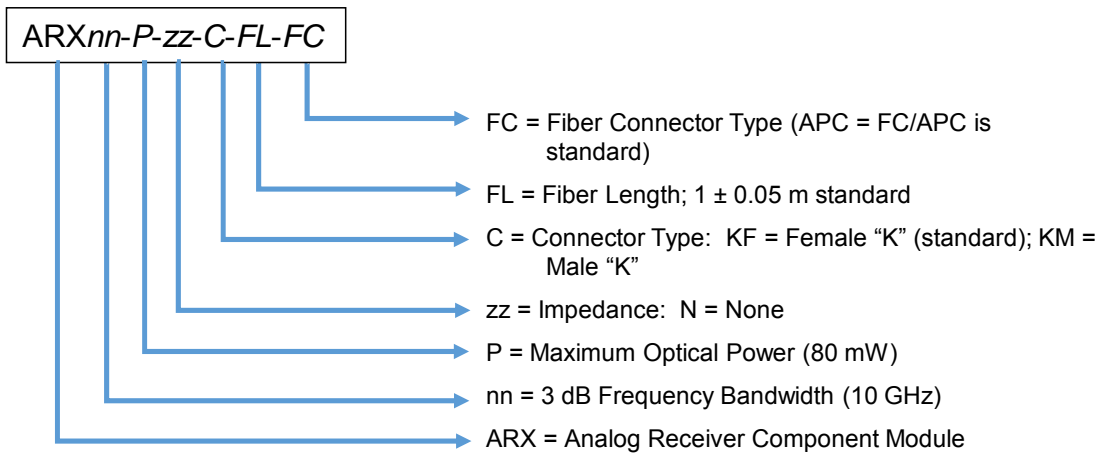 ARXnn-P-zz-C-FL-FC
FC = Fiber Connector Type (APC = FC/APC is
standard)
FL = Fiber Length; 1 ± 0.05 m standard
C = Connector Type: KF = Female “K” (standard); KM =
Male “K”
zz = Impedance: N = None
P = Maximum Optical Power (80 mW)
nn = 3 dB Frequency Bandwidth (10 GHz)
ARX = Analog Receiver Component Module